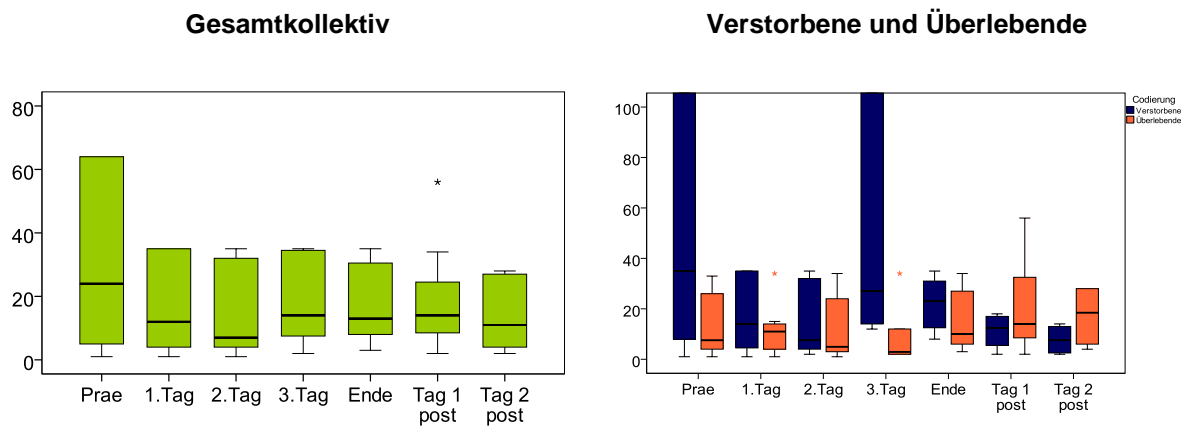 Gesamtkollektiv
80
60
40
20
0
Prae 1.Tag 2.Tag 3.Tag Ende Tag 1 post Tag 2 post
*
Verstorbene und Überlebende
100
80
60
40
20
0
Prae 1.Tag 2.Tag 3.Tag Ende Tag 1 post Tag 2 post
* *
Codierung
Verstorbene
Überlebende